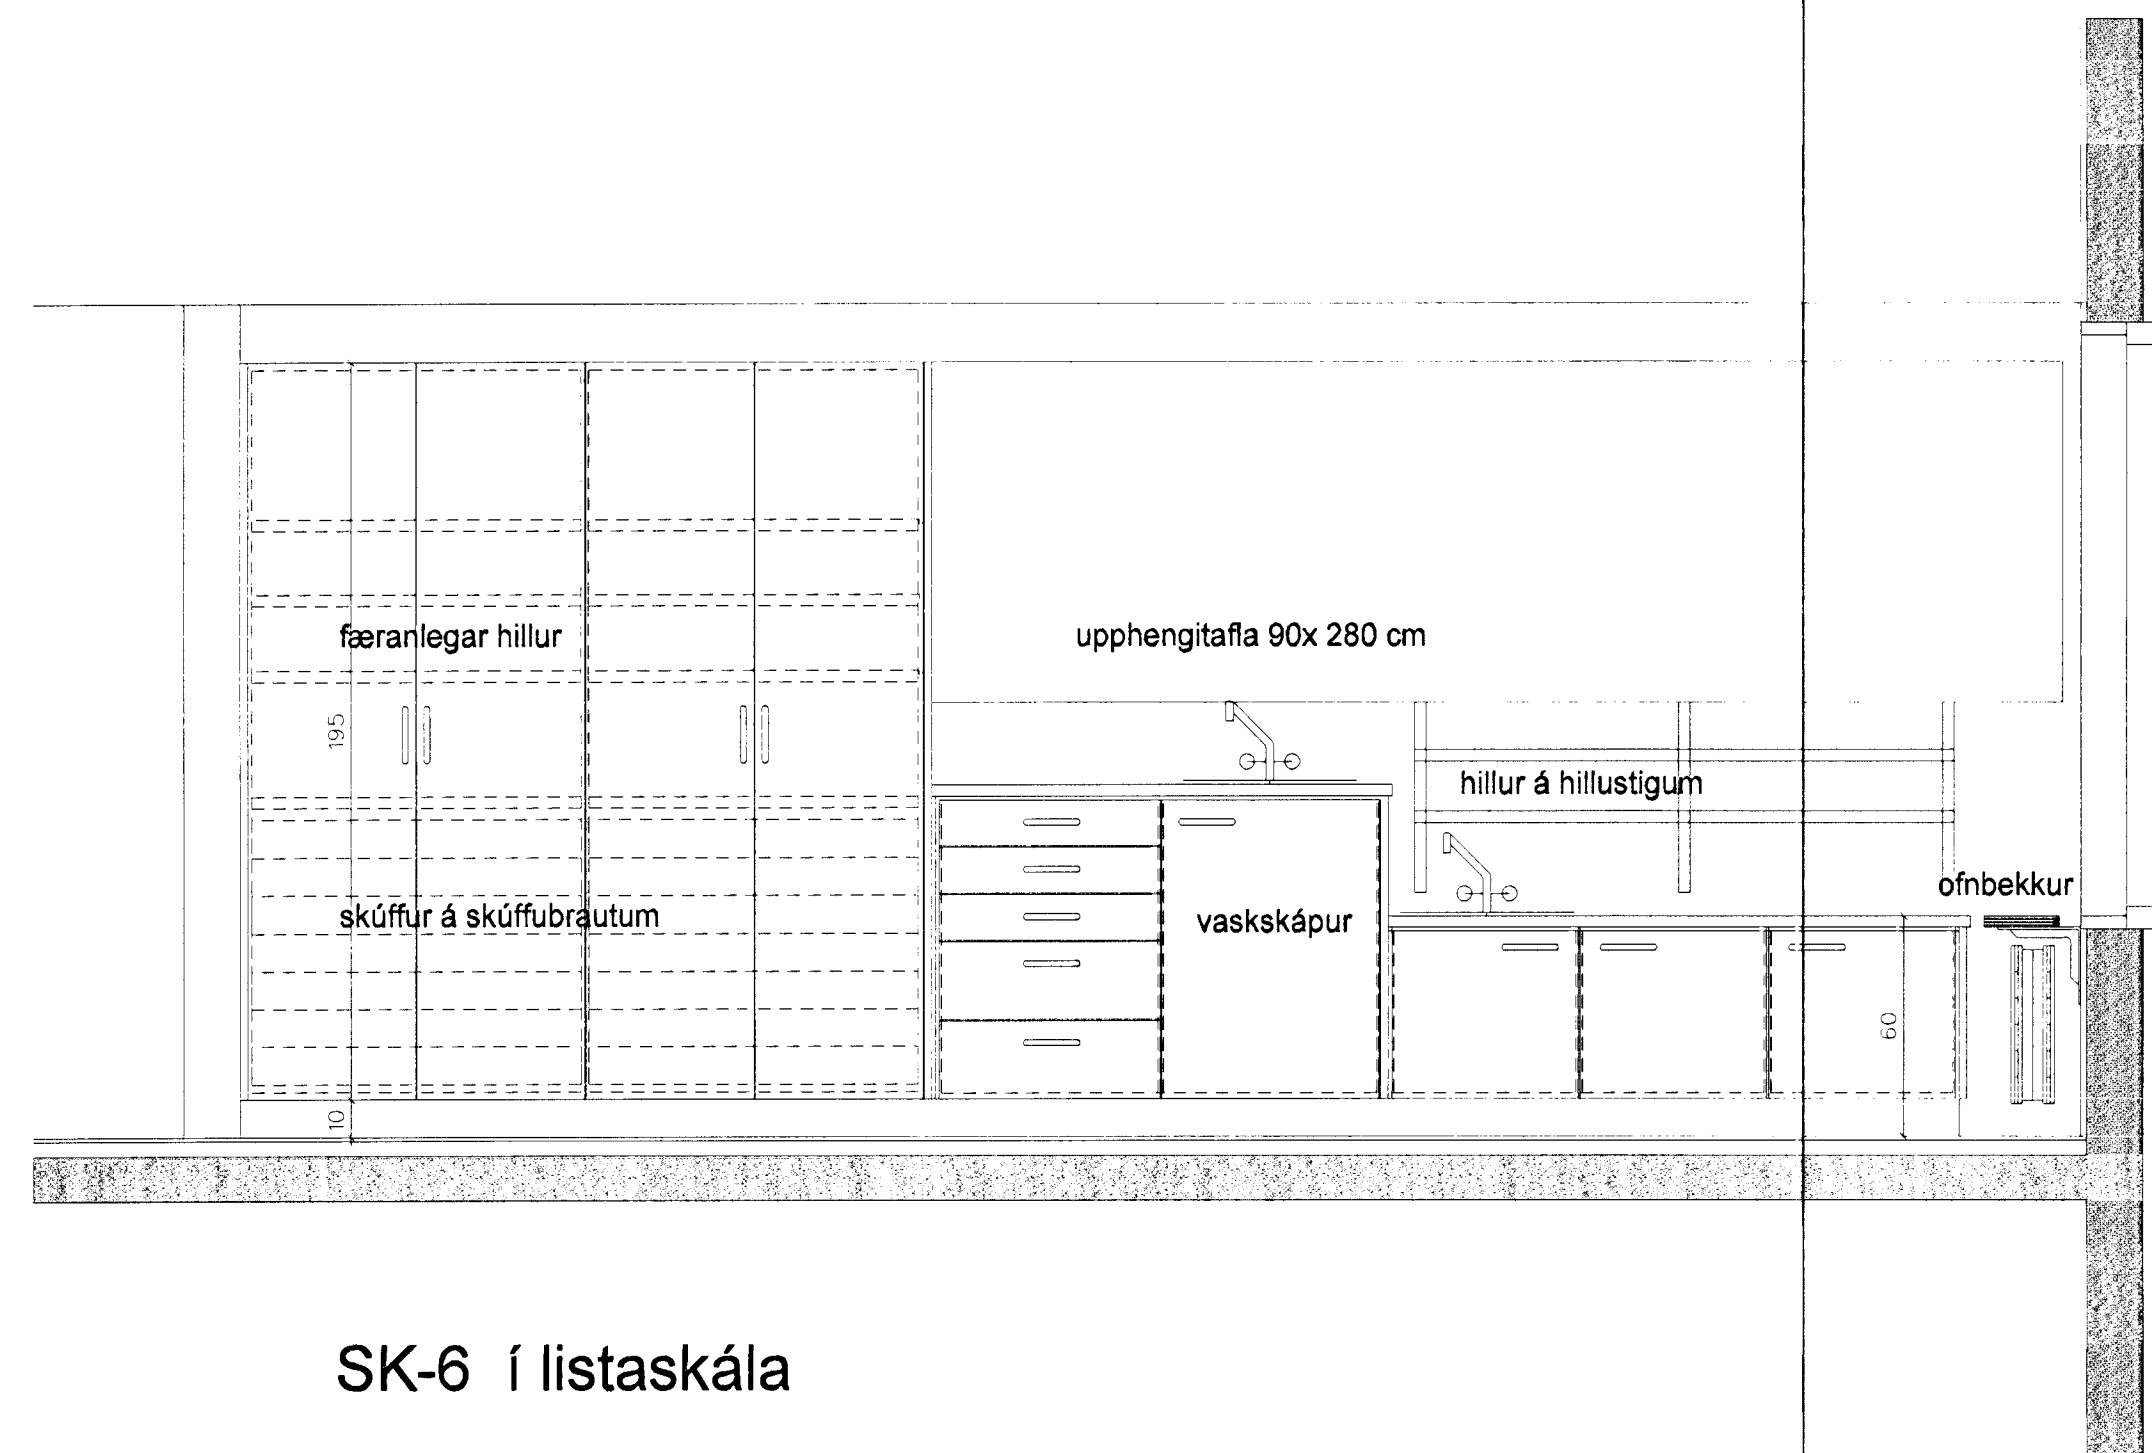 færanlegar hillur
upphengitafla 90x 280 cm
195
hillur á hillustigum
ofnbekkur
skúffur á skúffubrautum
vaskskápur
60
10
SK-6 í listaskála